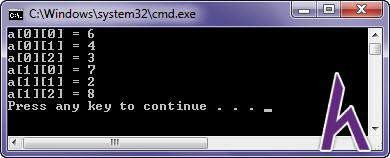 C:\Windows\system32\cmd.exe
a[0][0] = 6
a[0][1] = 4
a[0][2] = 3
a[1][0] = 7
a[1][1] = 2
a[1][2] = 8
Press any key to continue . . . _